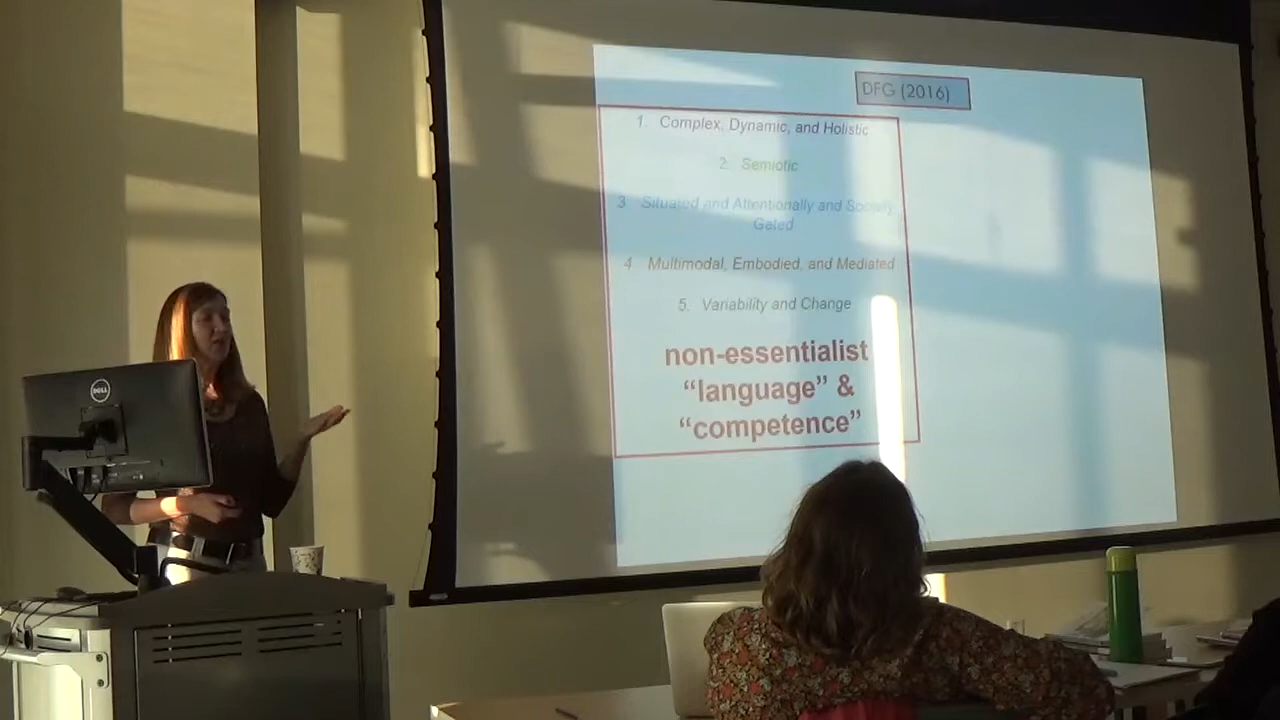 DFG (2016)
1. Complex, Dynamic, and Holistic
2. Semiotic
3 Situated and Attentionally and Socially
Gated
4 Multimodal, Embodied, and Mediated
5. Variability and Change
non-essentialist
“language” &
“competence”
DELL